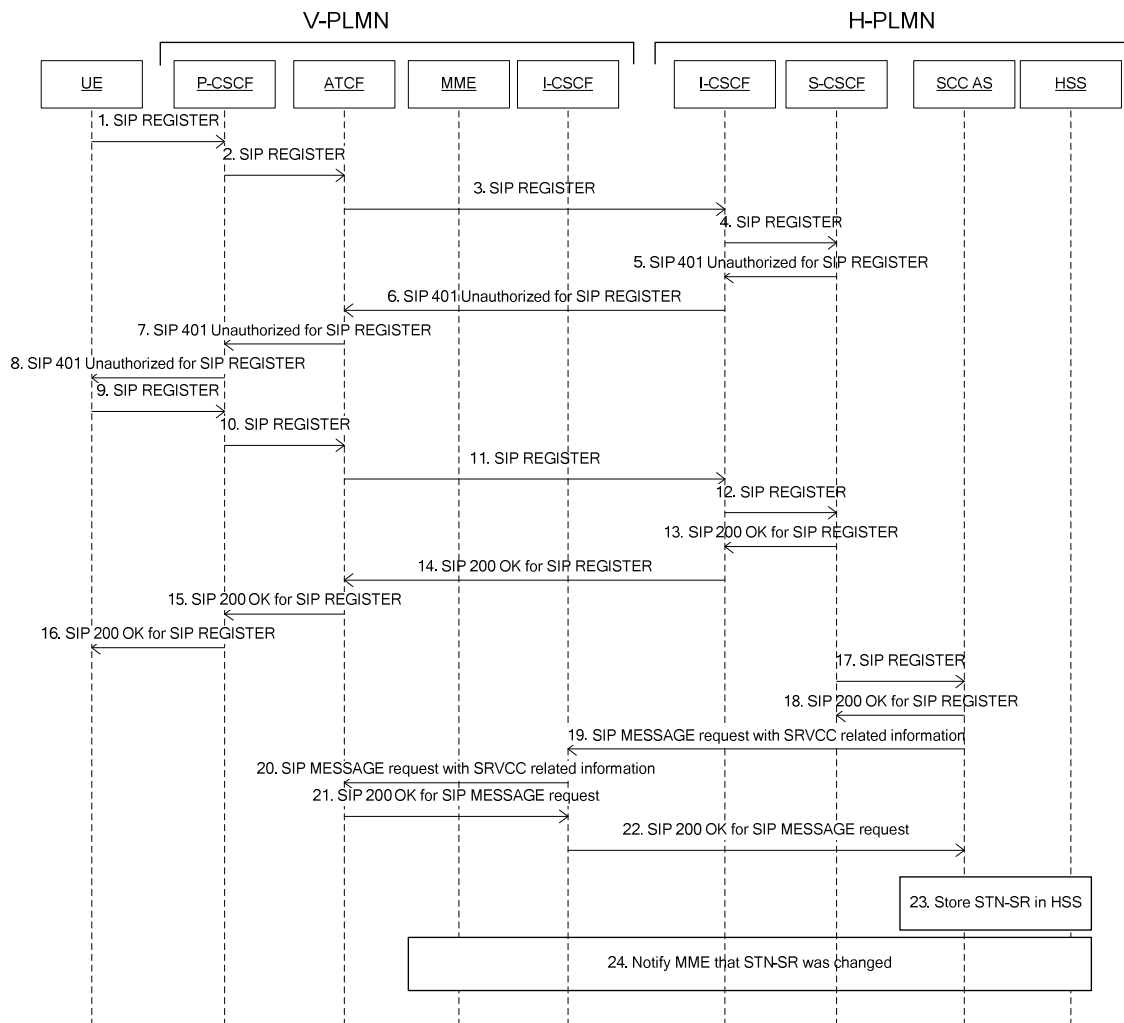 V-PLMN
H-PLMN
UE
P-CSCF
ATCF
MME
I-CSCF
I-CSCF
S-CSCF
SCC AS
HSS
1. SIP REGISTER
2. SIP REGISTER
3. SIP REGISTER
4. SIP REGISTER
5. SIP 401 Unauthorized for SIP REGISTER
6. SIP 401 Unauthorized for SIP REGISTER
7. SIP 401 Unauthorized for SIP REGISTER
8. SIP 401 Unauthorized for SIP REGISTER
9. SIP REGISTER
10. SIP REGISTER
11. SIP REGISTER
12. SIP REGISTER
13. SIP 200 OK for SIP REGISTER
14. SIP 200 OK for SIP REGISTER
15. SIP 200 OK for SIP REGISTER
16. SIP 200 OK for SIP REGISTER
17. SIP REGISTER
18. SIP 200 OK for SIP REGISTER
19. SIP MESSAGE request with SRVCC related information
20. SIP MESSAGE request with SRVCC related information
21. SIP 200 OK for SIP MESSAGE request
22. SIP 200 OK for SIP MESSAGE request
23. Store STN-SR in HSS
24. Notify MME that STN-SR was changed